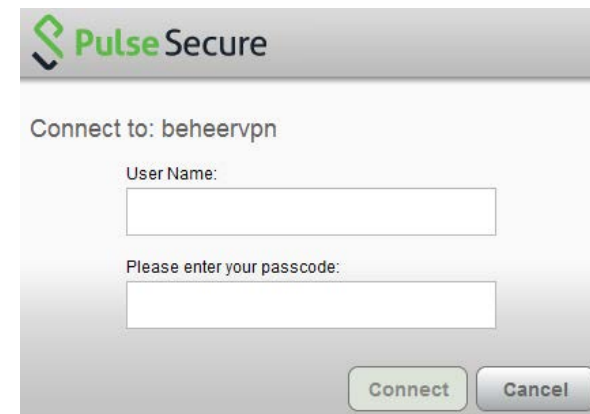 Pulse Secure
Connect to: beheervpn
User Name:
Please enter your passcode:
Connect Cancel